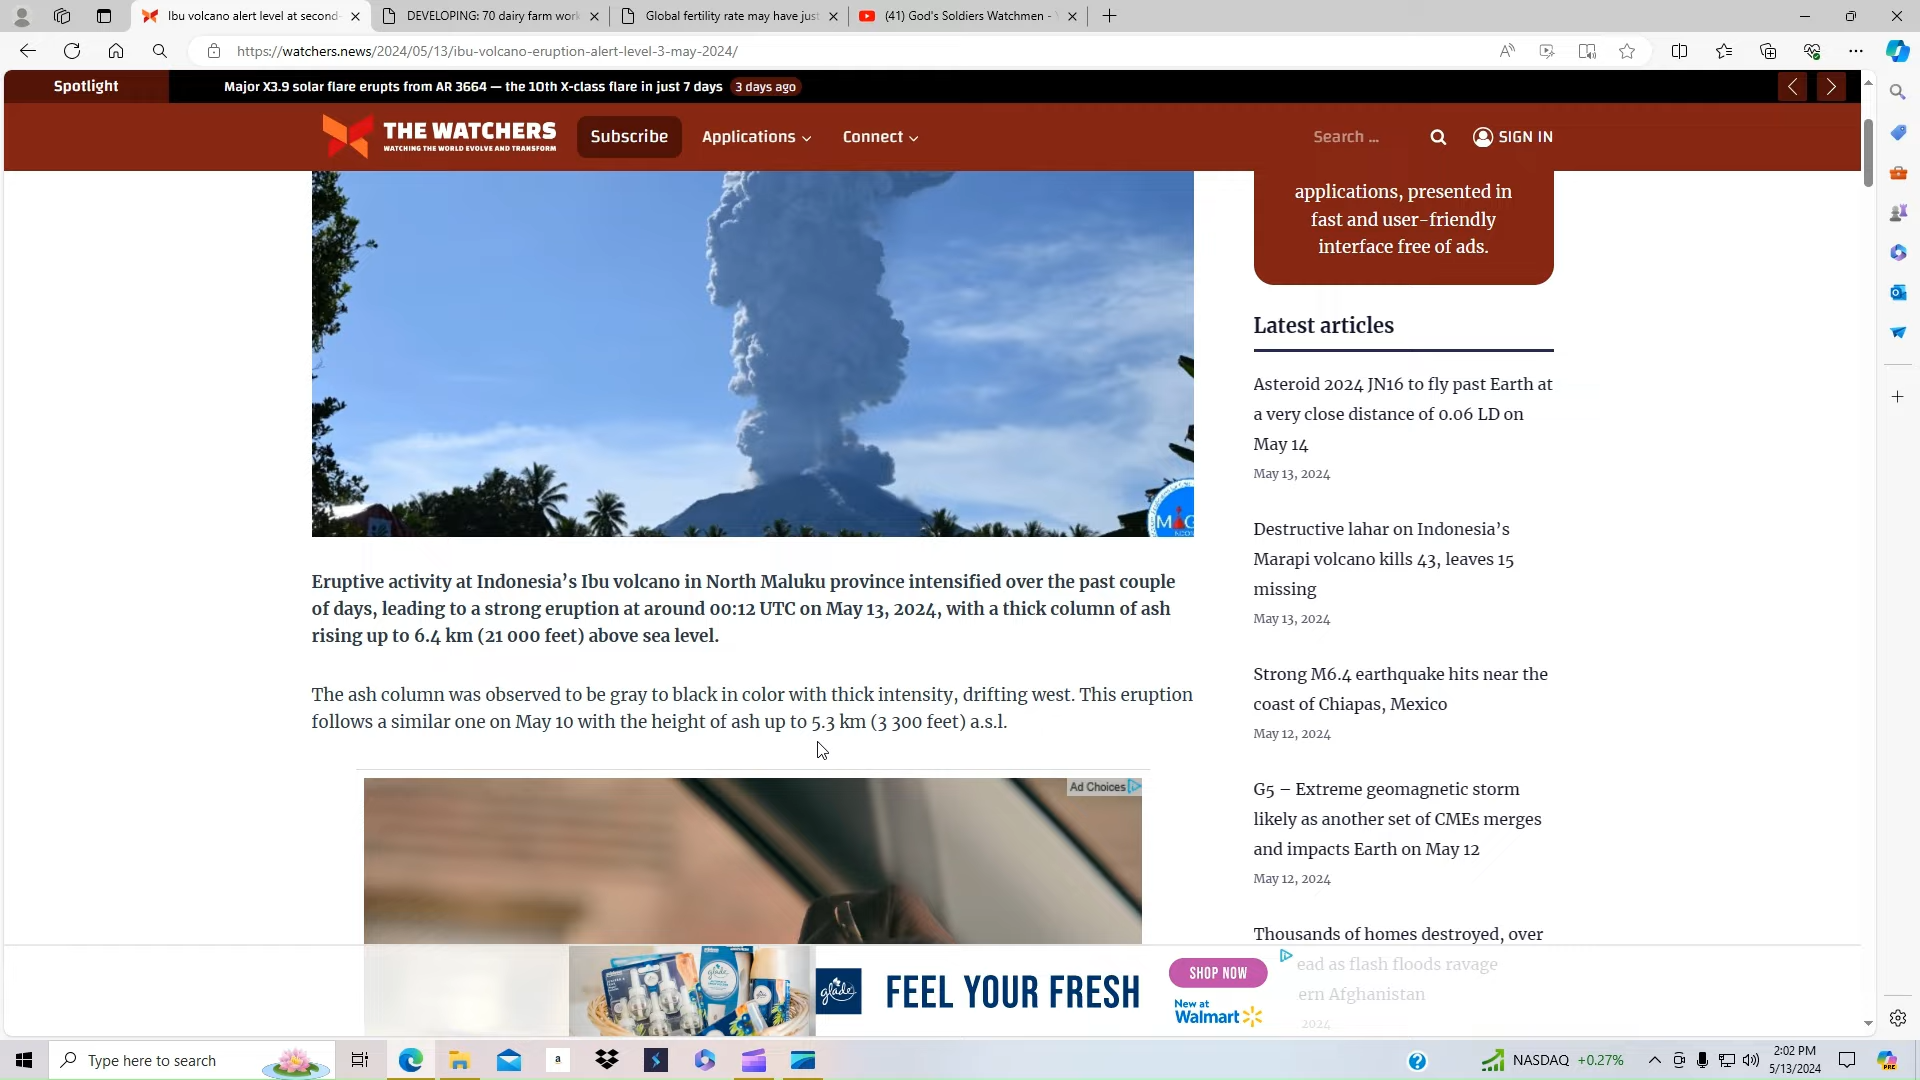 Ibu volcano alert level at second-
DEVELOPING: 70 dairy farm work
Global fertility rate may have just
(41) God's Soldiers Watchmen -
https://watchers.news/2024/05/13/ibu-volcano-eruption-alert-level-3-may-2024/
Spotlight
Major X3.9 solar flare erupts from AR 3664 — the 10th X-class flare in just 7 days 3 days ago
THE WATCHERS
WATCHING THE WORLD EVOLVE AND TRANSFORM
Subscribe
Applications
Connect
Search ...
SIGN IN
applications, presented in
fast and user-friendly
interface free of ads.
Latest articles
Asteroid 2024 JN16 to fly past Earth at
a very close distance of 0.06 LD on
May 14
May 13, 2024
Destructive lahar on Indonesia's
Marapi volcano kills 43, leaves 15
missing
May 13, 2024
Strong M6.4 earthquake hits near the
coast of Chiapas, Mexico
May 12, 2024
G5 – Extreme geomagnetic storm
likely as another set of CMEs merges
and impacts Earth on May 12
May 12, 2024
Thousands of homes destroyed, over
ead as flash floods ravage
ern Afghanistan
2024
Eruptive activity at Indonesia's Ibu volcano in North Maluku province intensified over the past couple
of days, leading to a strong eruption at around 00:12 UTC on May 13, 2024, with a thick column of ash
rising up to 6.4 km (21 000 feet) above sea level.
The ash column was observed to be gray to black in color with thick intensity, drifting west. This eruption
follows a similar one on May 10 with the height of ash up to 5.3 km (3 300 feet) a.s.l.
Ad Choices
glade
FEEL YOUR FRESH
SHOP NOW
New at
Walmart
Type here to search
a
NASDAQ +0.27%
2:02 PM
5/13/2024
PRE